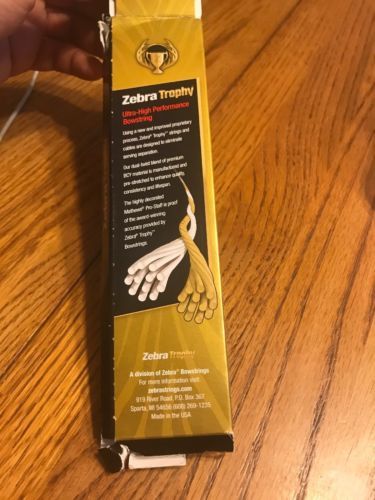 Zebra Trophy
Ultra-High Performance
Bowstring
Using a new and improved proprietary
process, Zebra® Trophy™ strings and
cables are designed to eliminate
serving separation.
Our dual-twist blend of premium
BCY material is manufactured and
pre-stretched to enhance quality,
consistency and lifespan.
The highly decorated
Mathews® Pro Staff is proof
of the award-winning
accuracy provided by
Zebra® Trophy™
Bowstrings.
Zebra Trophy
A division of Zebra® Bowstrings
For more information visit:
zebrastrings.com
919 River Road, P.O. Box 367
Sparta, WI 54656 (608) 269-1235
Made in the USA